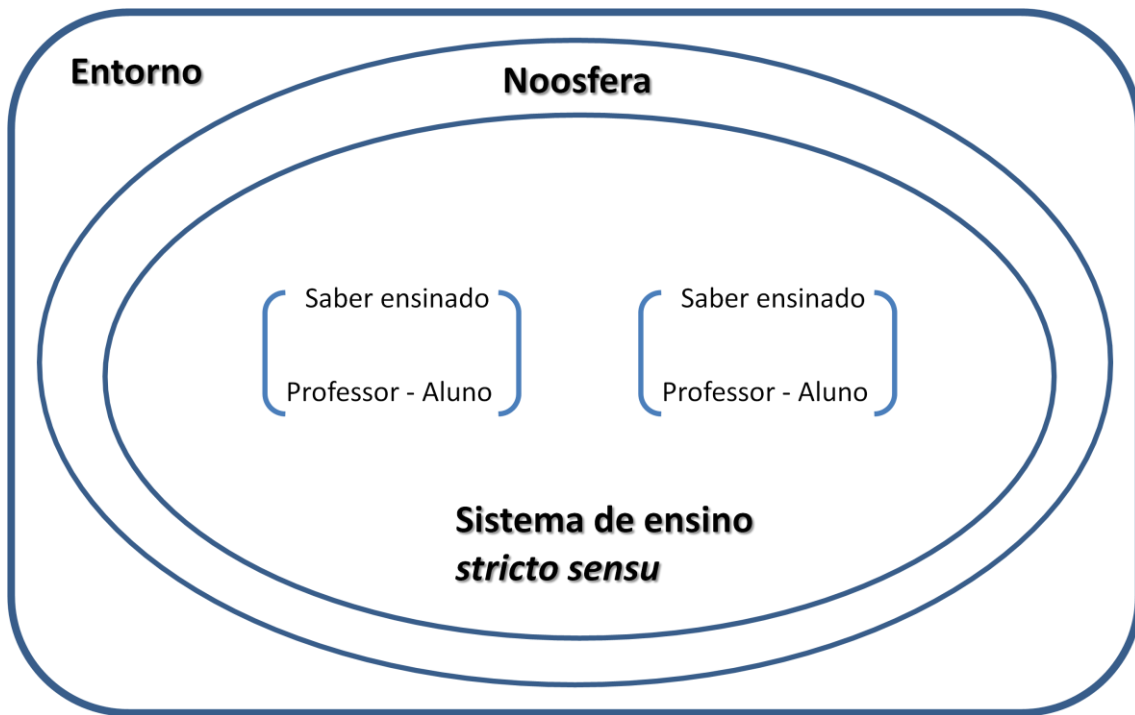 Entorno
Noosfera
Saber ensinado
Professor - Aluno
Saber ensinado
Professor - Aluno
Sistema de ensino
stricto sensu